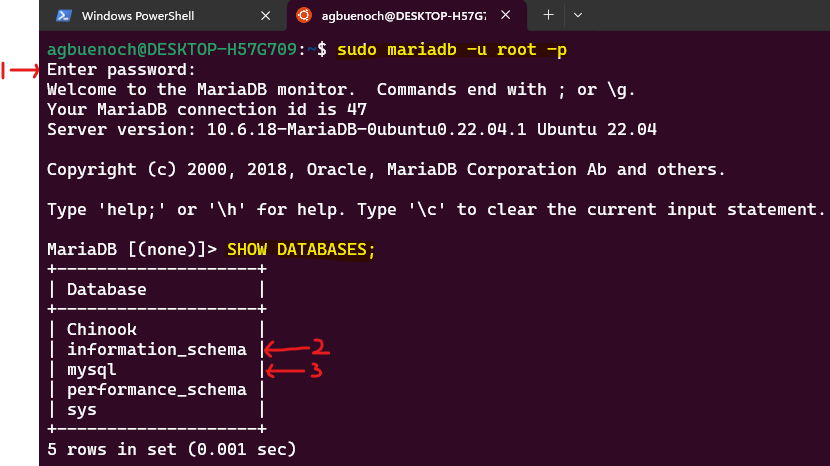 Windows PowerShell
agbuenoch@DESKTOP-H57G7
agbuenoch@DESKTOP-H57G709:~$ sudo mariadb -u root -p
1
Enter password:
Welcome to the MariaDB monitor.  Commands end with ; or \g.
Your MariaDB connection id is 47
Server version: 10.6.18-MariaDB-0ubuntu0.22.04.1 Ubuntu 22.04
Copyright (c) 2000, 2018, Oracle, MariaDB Corporation Ab and others.
Type 'help;' or '\h' for help. Type '\c' to clear the current input statement.
MariaDB [(none)]> SHOW DATABASES;
+--------------------+
| Database           |
+--------------------+
| Chinook            |
| information_schema | 2
| mysql              | 3
| performance_schema |
| sys                |
+--------------------+
5 rows in set (0.001 sec)